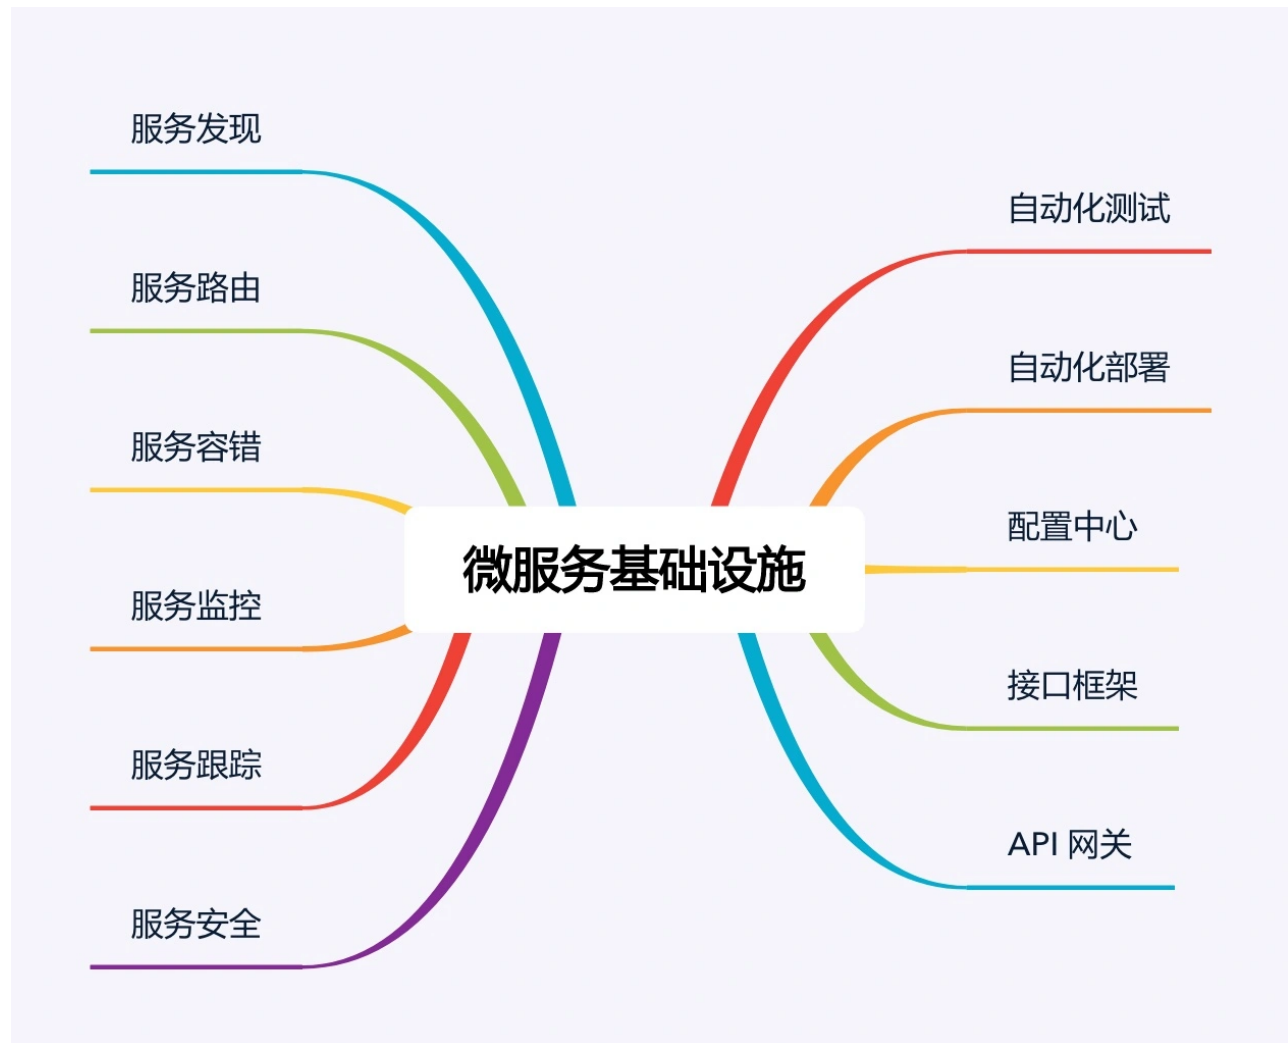 微服务基础设施
服务发现
服务路由
服务容错
服务监控
服务跟踪
服务安全
自动化测试
自动化部署
配置中心
接口框架
API 网关